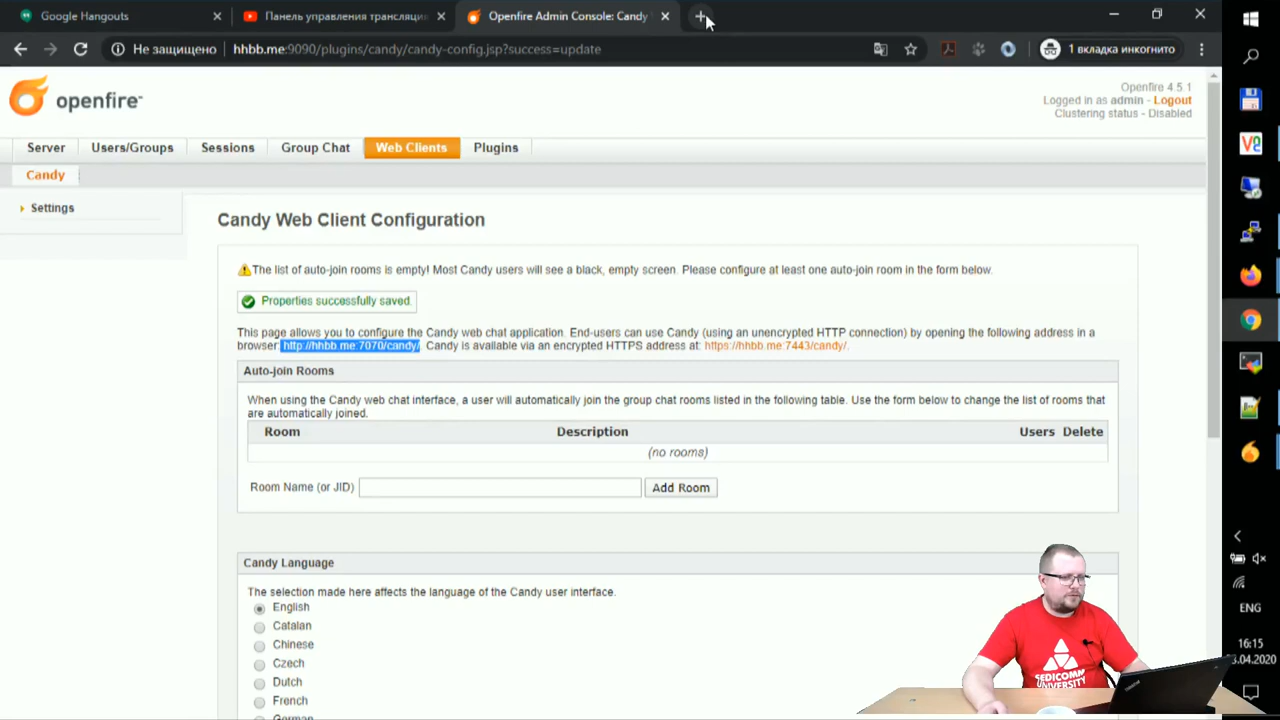 Google Hangouts
Панель управления трансляци
Openfire Admin Console: Candy
Не защищено
hhbb.me:9090/plugins/candy/candy-config.jsp?success=update
1 вкладка инкогнито
openfire™
Openfire 4.5.1
Logged in as admin - Logout
Clustering status - Disabled
Server
Users/Groups
Sessions
Group Chat
Web Clients
Plugins
Candy
Settings
Candy Web Client Configuration
The list of auto-join rooms is empty! Most Candy users will see a black, empty screen. Please configure at least one auto-join room in the form below.
Properties successfully saved.
This page allows you to configure the Candy web chat application. End-users can use Candy (using an unencrypted HTTP connection) by opening the following address in a
browser: http://hhbb.me:7070/candy/. Candy is available via an encrypted HTTPS address at: https://hhbb.me:7443/candy/.
Auto-join Rooms
When using the Candy web chat interface, a user will automatically join the group chat rooms listed in the following table. Use the form below to change the list of rooms that
are automatically joined.
Room Description Users Delete
(no rooms)
Room Name (or JID) Add Room
Candy Language
The selection made here affects the language of the Candy user interface.
English
Catalan
Chinese
Czech
Dutch
French
German
ENG
16:15
.04.2020
SEDICOMM
UNIVERSITY